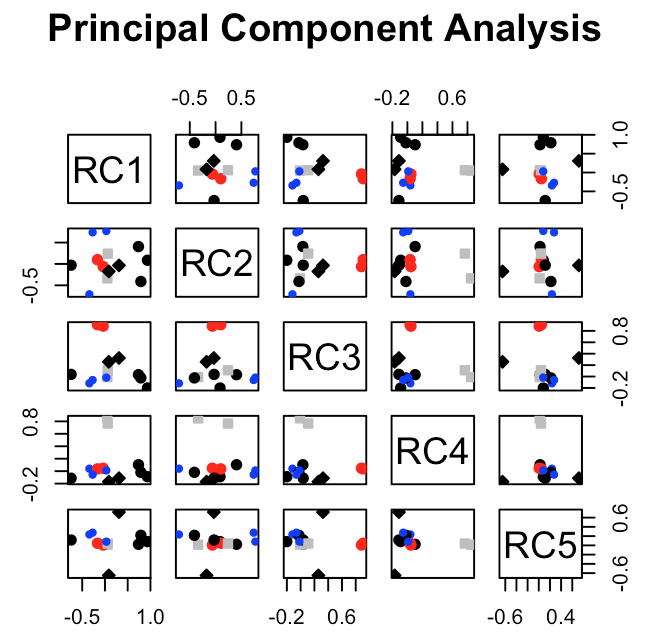 Principal Component Analysis
-0.5 0.5 -0.2 0.6
RC1 1.0 -0.5
-0.5 RC2
RC3 0.8 -0.2
0.8 -0.2 RC4
RC5 0.6 -0.6
-0.5 1.0 -0.2 0.6 -0.6 0.4